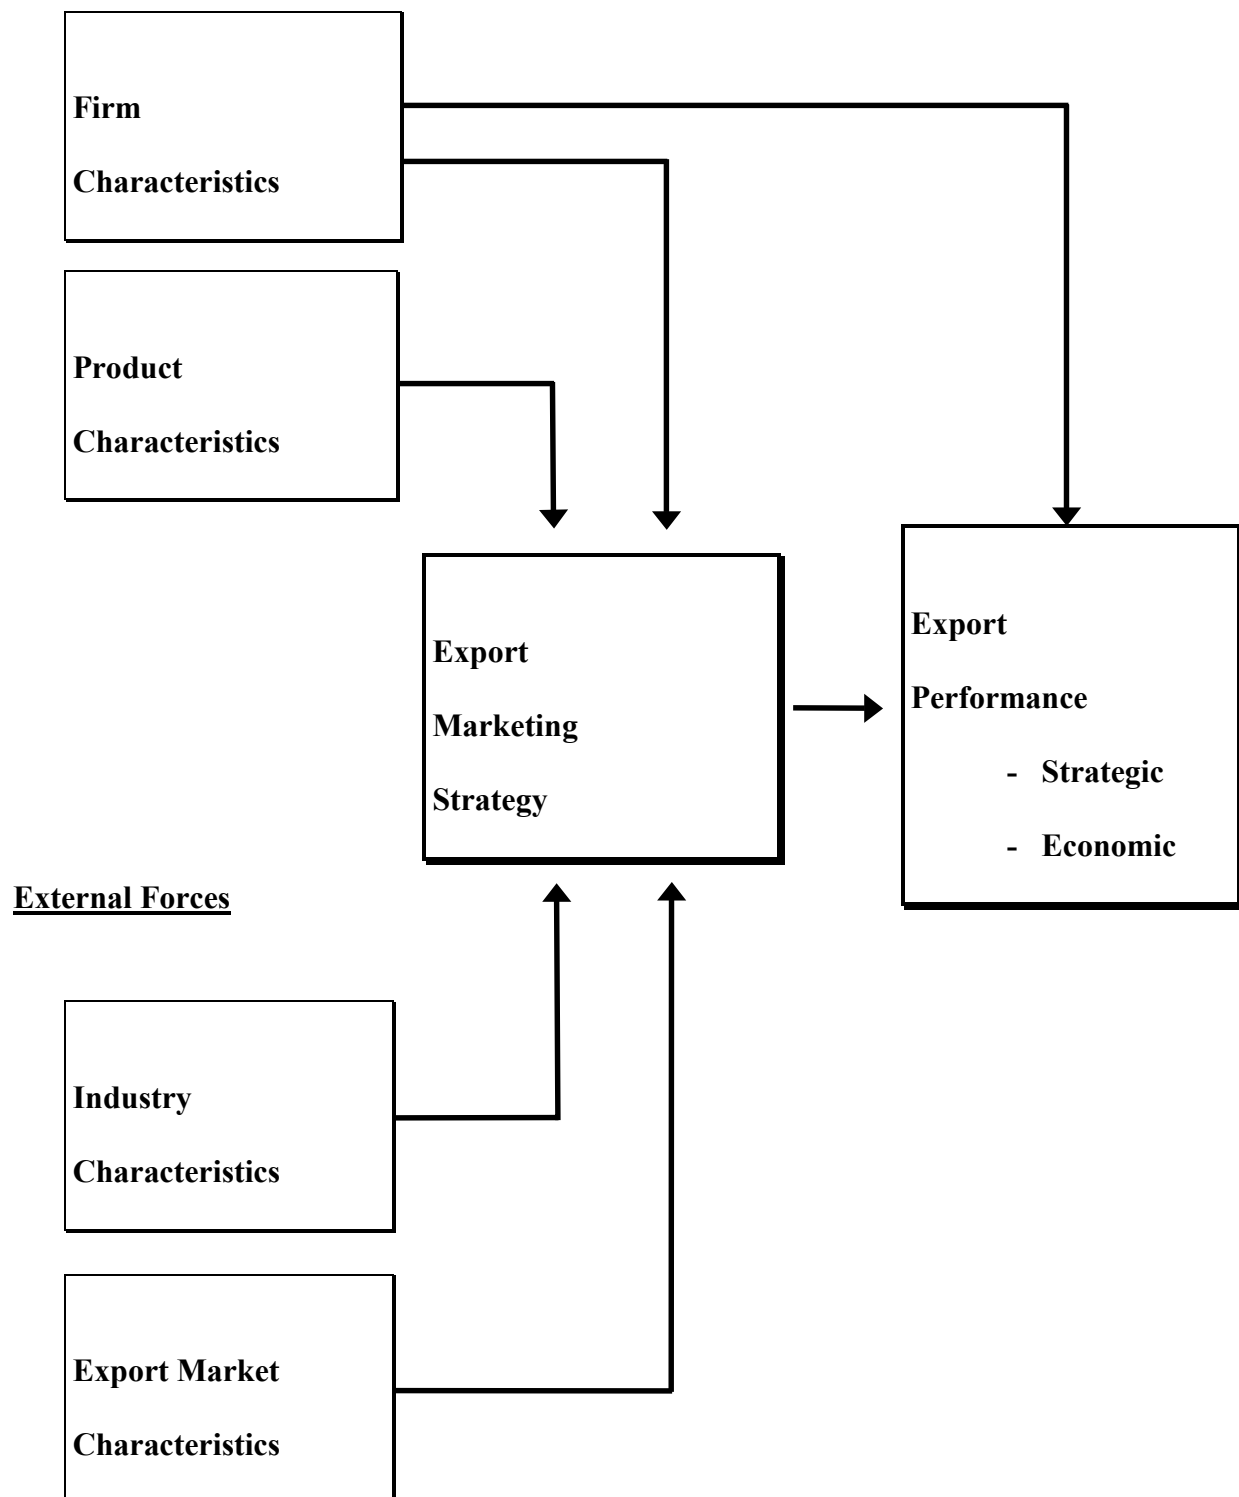 Firm
Characteristics
Product
Characteristics
Export
Marketing
Strategy
Export
Performance
- Strategic
- Economic
External Forces
Industry
Characteristics
Export Market
Characteristics